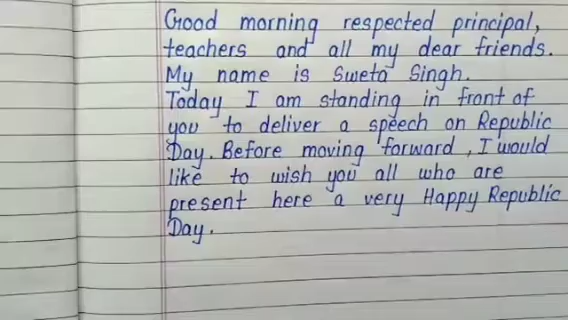 Good morning respected principal,
teachers and all my dear friends.
My name is Sweta Singh.
Today I am standing in front of
you to deliver a speech on Republic
Day. Before moving forward, I would
like to wish you all who are
present here a very Happy Republic
Day.